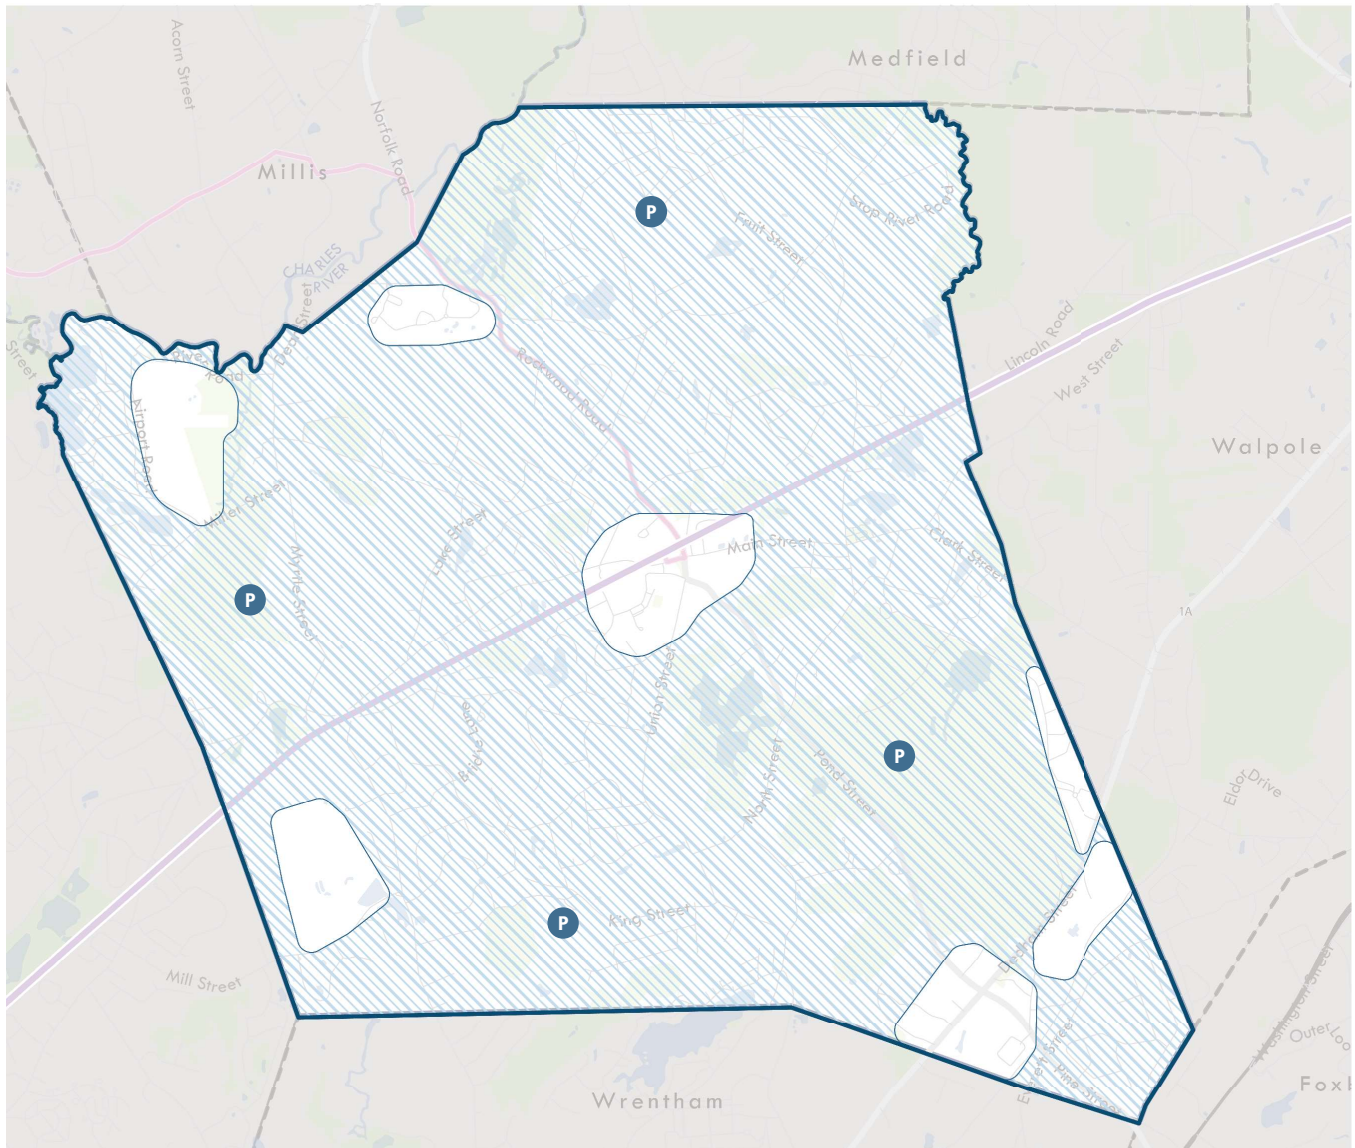 Medfield
Acorn Street
Norfolk Road
Millis
P
Fruit Street
Stop River Road
CHARLES
RIVER
Street
Lincoln Road
West Street
Rockwood Road
Road
Airport Road
Walpole
Miller Street
Lake Street
Main Street
Clark Street
Myrtle Street
P
1A
Union Street
Lane
North Street
Pond Street
P
Eldor Drive
King Street
P
Dedham Street
Mill Street
Washington Street
Outer Loo
Everett Street
Pine Street
Wrentham
Foxb